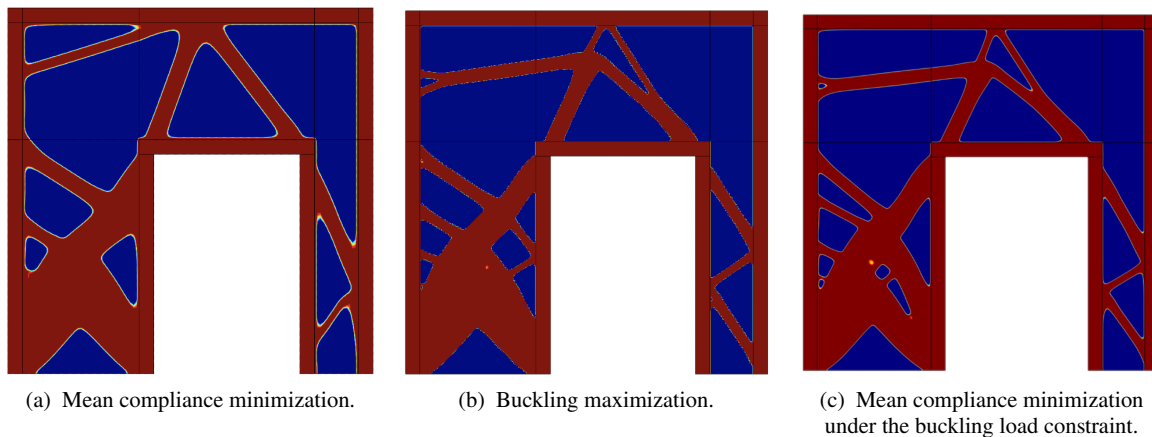 (a) Mean compliance minimization.
(b) Buckling maximization.
(c) Mean compliance minimization
under the buckling load constraint.